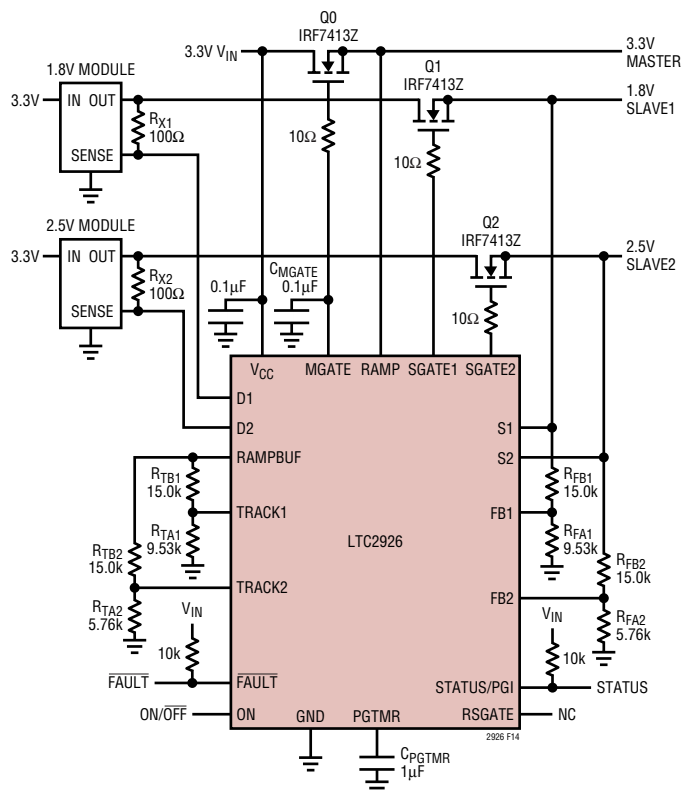 Q0
IRF7413Z
3.3V VIN
3.3V
MASTER
1.8V MODULE
Q1
IRF7413Z
3.3V
IN OUT
RX1
100Ω
SENSE
10Ω
1.8V
SLAVE1
10Ω
2.5V MODULE
Q2
IRF7413Z
3.3V
IN OUT
RX2
100Ω
SENSE
2.5V
SLAVE2
0.1µF
CMGATE
0.1µF
10Ω
VCC
MGATE
RAMP
SGATE1
SGATE2
D1
D2
S1
RAMPBUF
S2
RTB1
15.0k
RFB1
15.0k
TRACK1
FB1
RTA1
9.53k
LTC2926
RFA1
9.53k
RTB2
15.0k
RFB2
15.0k
TRACK2
FB2
RTA2
5.76k
VIN
VIN
RFA2
5.76k
10k
10k
FAULT
FAULT
STATUS/PGI
STATUS
ON/OFF
ON
GND
PGTMR
RSGATE
NC
2926 F14
CPGTMR
1µF